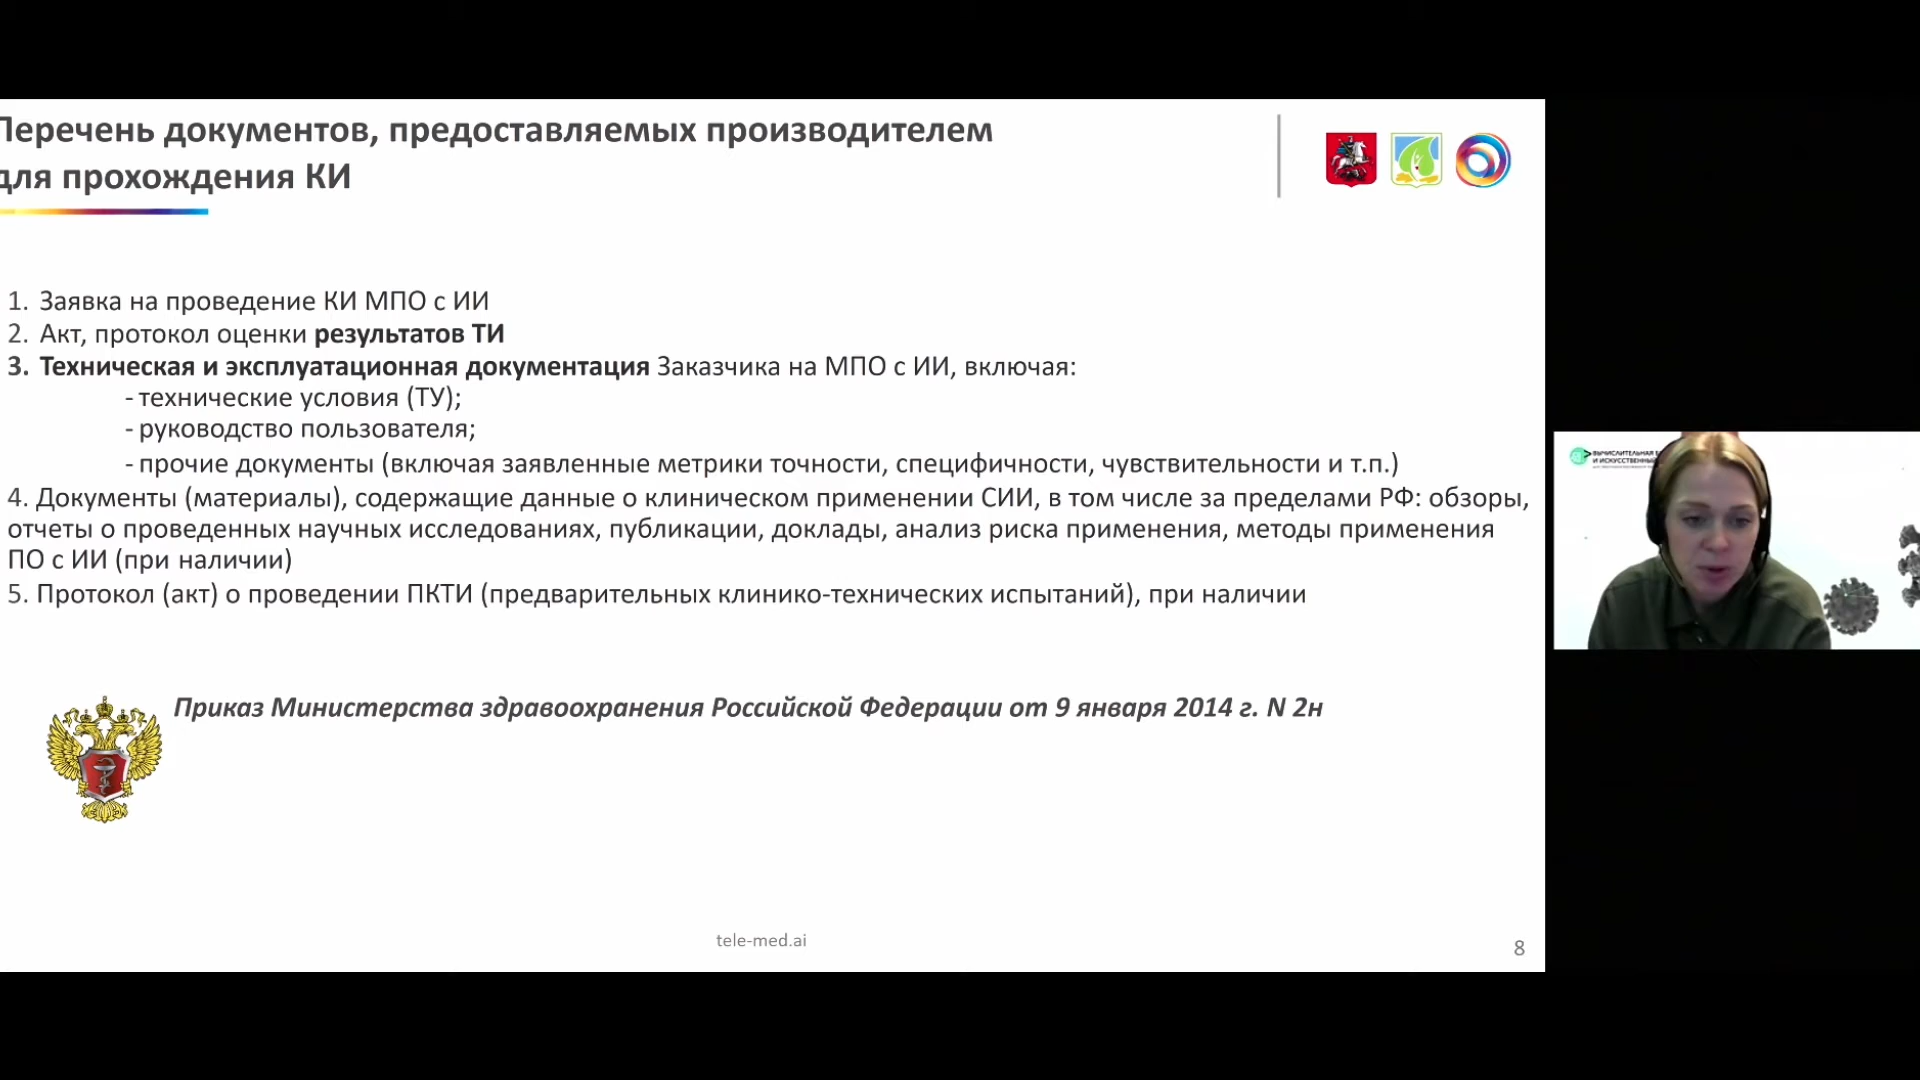 Перечень документов, предоставляемых производителем
для прохождения КИ
1. Заявка на проведение КИ МПО с ИИ
2. Акт, протокол оценки результатов ТИ
3. Техническая и эксплуатационная документация Заказчика на МПО с ИИ, включая:
- технические условия (ТУ);
- руководство пользователя;
- прочие документы (включая заявленные метрики точности, специфичности, чувствительности и т.п.)
4. Документы (материалы), содержащие данные о клиническом применении СИИ, в том числе за пределами РФ: обзоры,
отчеты о проведенных научных исследованиях, публикации, доклады, анализ риска применения, методы применения
ПО с ИИ (при наличии)
5. Протокол (акт) о проведении ПКТИ (предварительных клинико-технических испытаний), при наличии
Приказ Министерства здравоохранения Российской Федерации от 9 января 2014 г. N 2н
tele-med.ai
8
ВЫЧИСЛИТЕЛЬНАЯ
И ИСКУССТВЕННЫЙ